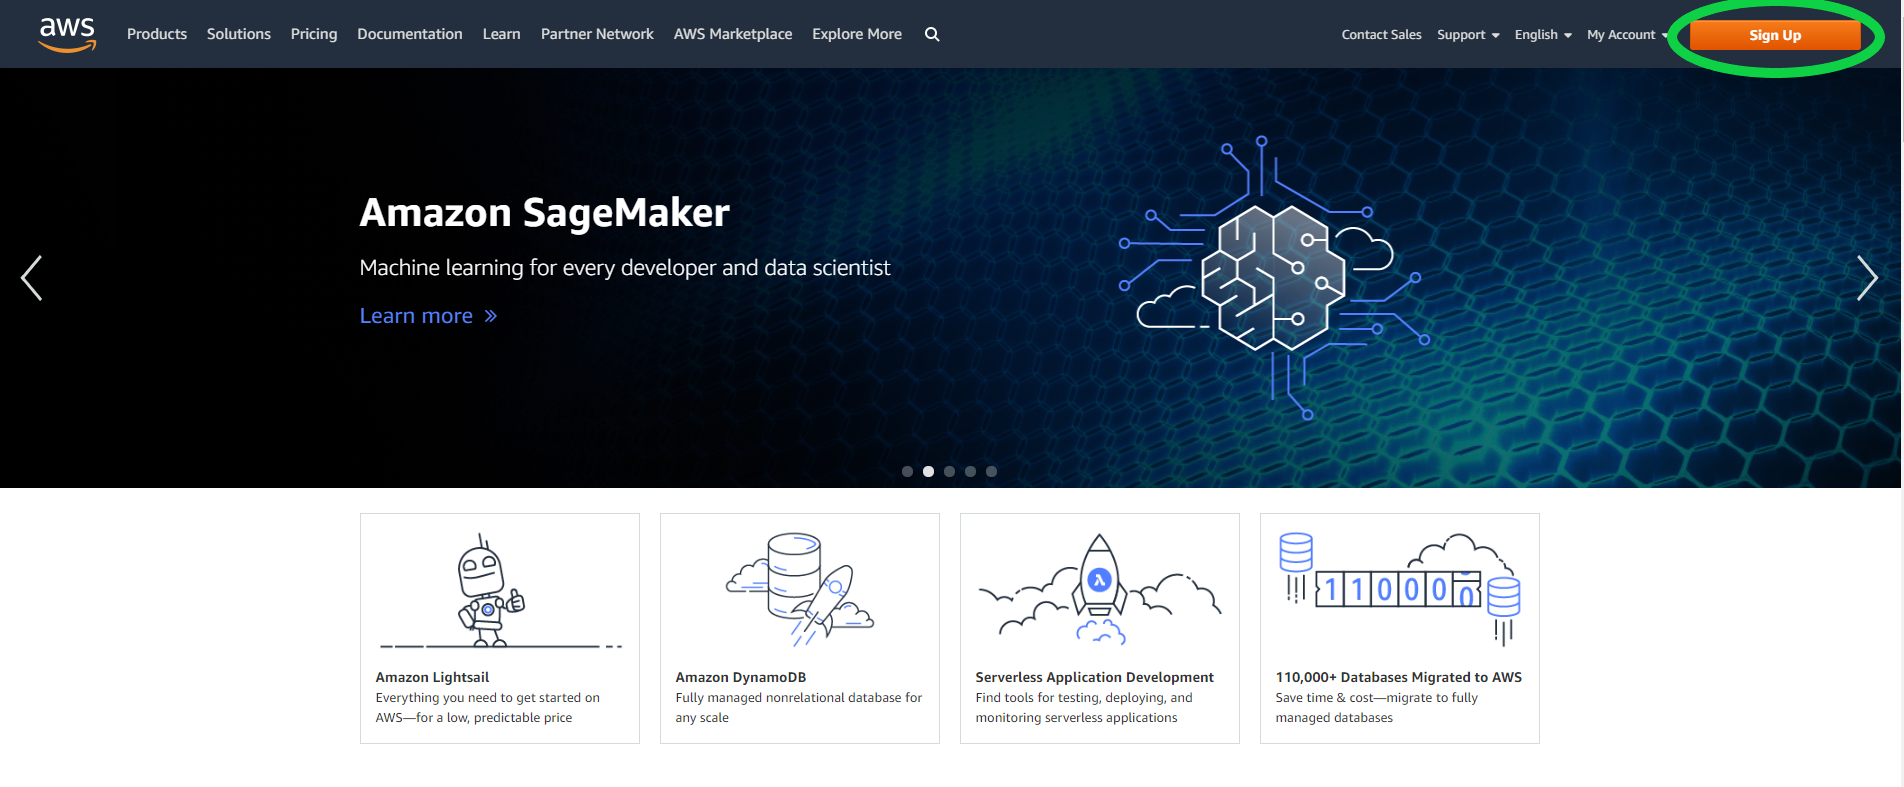 aws
Products Solutions Pricing Documentation Learn Partner Network AWS Marketplace Explore More
Contact Sales Support English My Account Sign Up
Amazon SageMaker
Machine learning for every developer and data scientist
Learn more »
110000
Amazon Lightsail
Everything you need to get started on
AWS—for a low, predictable price
Amazon DynamoDB
Fully managed nonrelational database for
any scale
λ
Serverless Application Development
Find tools for testing, deploying, and
monitoring serverless applications
110,000+ Databases Migrated to AWS
Save time & cost—migrate to fully
managed databases